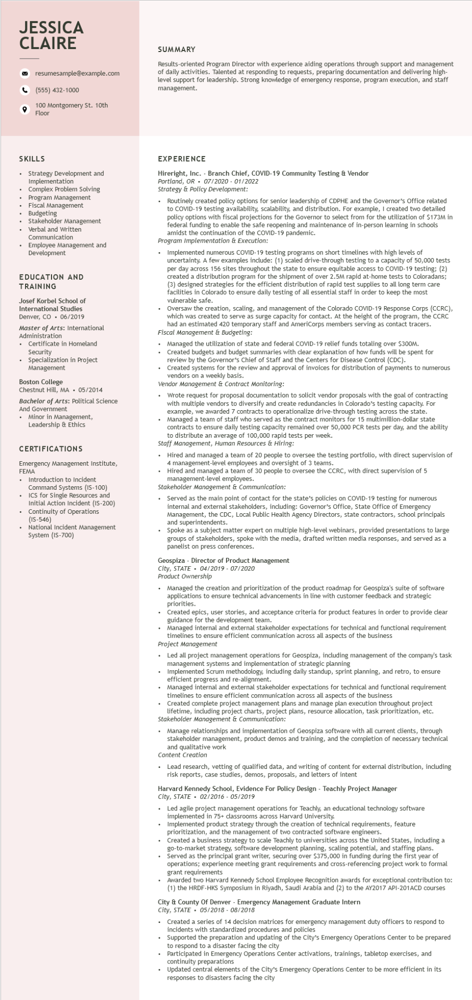 JESSICA
CLAIRE
resumesample@example.com
(555) 432-1000
100 Montgomery St. 10th
Floor
SUMMARY
Results-oriented Program Director with experience aiding operations through support and management
of daily activities. Talented at responding to requests, preparing documentation and delivering high-
level support for leadership. Strong knowledge of emergency response, program execution, and staff
management.
SKILLS
• Strategy Development and
Implementation
• Complex Problem Solving
• Program Management
• Fiscal Management
• Budgeting
• Stakeholder Management
• Verbal and Written
Communication
• Employee Management and
Development
EDUCATION AND
TRAINING
Josef Korbel School of
International Studies
Denver, CO • 06/2019
Master of Arts: International
Administration
• Certificate in Homeland
Security
• Specialization in Project
Management
Boston College
Chestnut Hill, MA • 05/2014
Bachelor of Arts: Political Science
And Government
• Minor in Management,
Leadership & Ethics
CERTIFICATIONS
Emergency Management Institute,
FEMA
• Introduction to Incident
Command Systems (IS-100)
• ICS for Single Resources and
Initial Action Incident (IS-200)
• Continuity of Operations
(IS-546)
• National Incident Management
System (IS-700)
EXPERIENCE
Hireright, Inc. - Branch Chief, COVID-19 Community Testing & Vendor
Portland, OR • 07/2020 - 01/2022
Strategy & Policy Development:
• Routinely created policy options for senior leadership of CDPHE and the Governor’s Office related
to COVID-19 testing availability, scalability, and distribution. For example, I created two detailed
policy options with fiscal projections for the Governor to select from for the utilization of $173M in
federal funding to enable the safe reopening and maintenance of in-person learning in schools
amidst the continuation of the COVID-19 pandemic.
Program Implementation & Execution:
• Implemented numerous COVID-19 testing programs on short timelines with high levels of
uncertainty. A few examples include: (1) scaled drive-through testing to a capacity of 50,000 tests
per day across 156 sites throughout the state to ensure equitable access to COVID-19 testing; (2)
created a distribution program for the shipment of over 2.5M rapid at-home tests to Coloradans;
(3) designed strategies for the efficient distribution of rapid test supplies to all long term care
facilities in Colorado to ensure daily testing of all essential staff in order to keep the most
vulnerable safe.
• Oversaw the creation, scaling, and management of the Colorado COVID-19 Response Corps (CCRC),
which was created to serve as surge capacity for contact. At the height of the program, the CCRC
had an estimated 420 temporary staff and AmeriCorps members serving as contact tracers.
Fiscal Management & Budgeting:
• Managed the utilization of state and federal COVID-19 relief funds totaling over $300M.
• Created budgets and budget summaries with clear explanation of how funds will be spent for
review by the Governor’s Chief of Staff and the Centers for Disease Control (CDC).
• Created systems for the review and approval of invoices for distribution of payments to numerous
vendors on a weekly basis.
Vendor Management & Contract Monitoring:
• Wrote request for proposal documentation to solicit vendor proposals with the goal of contracting
with multiple vendors to diversify and create redundancies in Colorado’s testing capacity. For
example, we awarded 7 contracts to operationalize drive-through testing across the state.
• Managed a team of staff who served as the contract monitors for 15 multimillion-dollar state
contracts to ensure daily testing capacity remained over 50,000 PCR tests per day, and the ability
to distribute an average of 100,000 rapid tests per week.
Staff Management, Human Resources & Hiring:
• Hired and managed a team of 20 people to oversee the testing portfolio, with direct supervision of
4 management-level employees and oversight of 3 teams.
• Hired and managed a team of 30 people to oversee the CCRC, with direct supervision of 5
management-level employees.
Stakeholder Management & Communication:
• Served as the main point of contact for the state’s policies on COVID-19 testing for numerous
internal and external stakeholders, including: Governor’s Office, State Office of Emergency
Management, the CDC, Local Public Health Agency Directors, state contractors, school principals
and superintendents.
• Spoke as a subject matter expert on multiple high-level webinars, provided presentations to large
groups of stakeholders, spoke with the media, drafted written media responses, and served as a
panelist on press conferences.
Geospiza - Director of Product Management
City, STATE • 04/2019 - 07/2020
Product Ownership
• Managed the creation and prioritization of the product roadmap for Geospiza's suite of software
applications to ensure technical advancements in line with customer feedback and strategic
priorities.
• Created epics, user stories, and acceptance criteria for product features in order to provide clear
guidance for the development team.
• Managed internal and external stakeholder expectations for technical and functional requirement
timelines to ensure efficient communication across all aspects of the business
Project Management
• Led all project management operations for Geospiza, including management of the company's task
management systems and implementation of strategic planning
• Implemented Scrum methodology, including daily standup, sprint planning, and retro, to ensure
efficient progress and re-alignment.
• Managed internal and external stakeholder expectations for technical and functional requirement
timelines to ensure efficient communication across all aspects of the business
• Created complete project management plans and manage plan execution throughout project
lifetime, including project charts, project plans, resource allocation, task prioritization, etc.
Stakeholder Management & Communication:
• Manage relationships and implementation of Geospiza software with all current clients, through
stakeholder management, product demos and training, and the completion of necessary technical
and qualitative work
Content Creation
• Lead research, vetting of qualified data, and writing of content for external distribution, including
risk reports, case studies, demos, proposals, and letters of intent
Harvard Kennedy School, Evidence For Policy Design - Teachly Project Manager
City, STATE • 02/2016 - 05/2019
• Led agile project management operations for Teachly, an educational technology software
implemented in 75+ classrooms across Harvard University.
• Implemented product strategy through the creation of technical requirements, feature
prioritization, and the management of two contracted software engineers.
• Created a business strategy to scale Teachly to universities across the United States, including a
go-to-market strategy, software development planning, scaling potential, and staffing plans.
• Served as the principal grant writer, securing over $375,000 in funding during the first year of
operations; experience meeting grant requirements and cross-referencing project work to formal
grant requirements
• Awarded two Harvard Kennedy School Employee Recognition awards for exceptional contribution to:
(1) the HRDF-HKS Symposium in Riyadh, Saudi Arabia and (2) to the AY2017 API-201ACD courses
City & County Of Denver - Emergency Management Graduate Intern
City, STATE • 05/2018 - 08/2018
• Created a series of 14 decision matrices for emergency management duty officers to respond to
incidents with standardized procedures and policies
• Supported the preparation and updating of the City’s Emergency Operations Center to be prepared
to respond to a disaster facing the city
• Participated in Emergency Operations Center activations, trainings, tabletop exercises, and
continuity preparations
• Updated central elements of the City’s Emergency Operations Center to be more efficient in its
responses to disasters facing the city